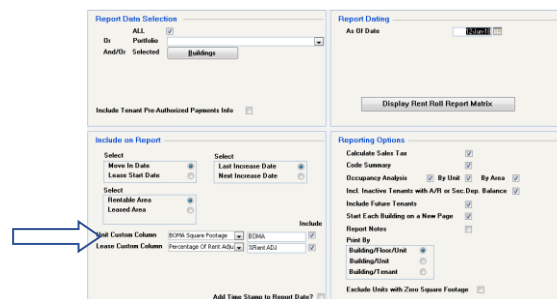 Report Data Selection
ALL
Or Portfolio
And/Or Selected Buildings
Include Tenant Pre-Authorized Payments Info
Report Dating
As Of Date
Display Rent Roll Report Matrix
Include on Report
Select
Move In Date
Lease Start Date
Select
Last Increase Date
Next Increase Date
Select
Rentable Area
Leased Area
Include
Unit Custom Column BOMA Square Footage BOMA
Lease Custom Column Percentage Of Rent Adju %Rent ADJ
Add Time Stamp to Report Date?
Reporting Options
Calculate Sales Tax
Code Summary
Occupancy Analysis By Unit By Area
Incl. Inactive Tenants with A/R or Sec.Dep. Balance
Include Future Tenants
Start Each Building on a New Page
Report Notes
Print By
Building/Floor/Unit
Building/Unit
Building/Tenant
Exclude Units with Zero Square Footage